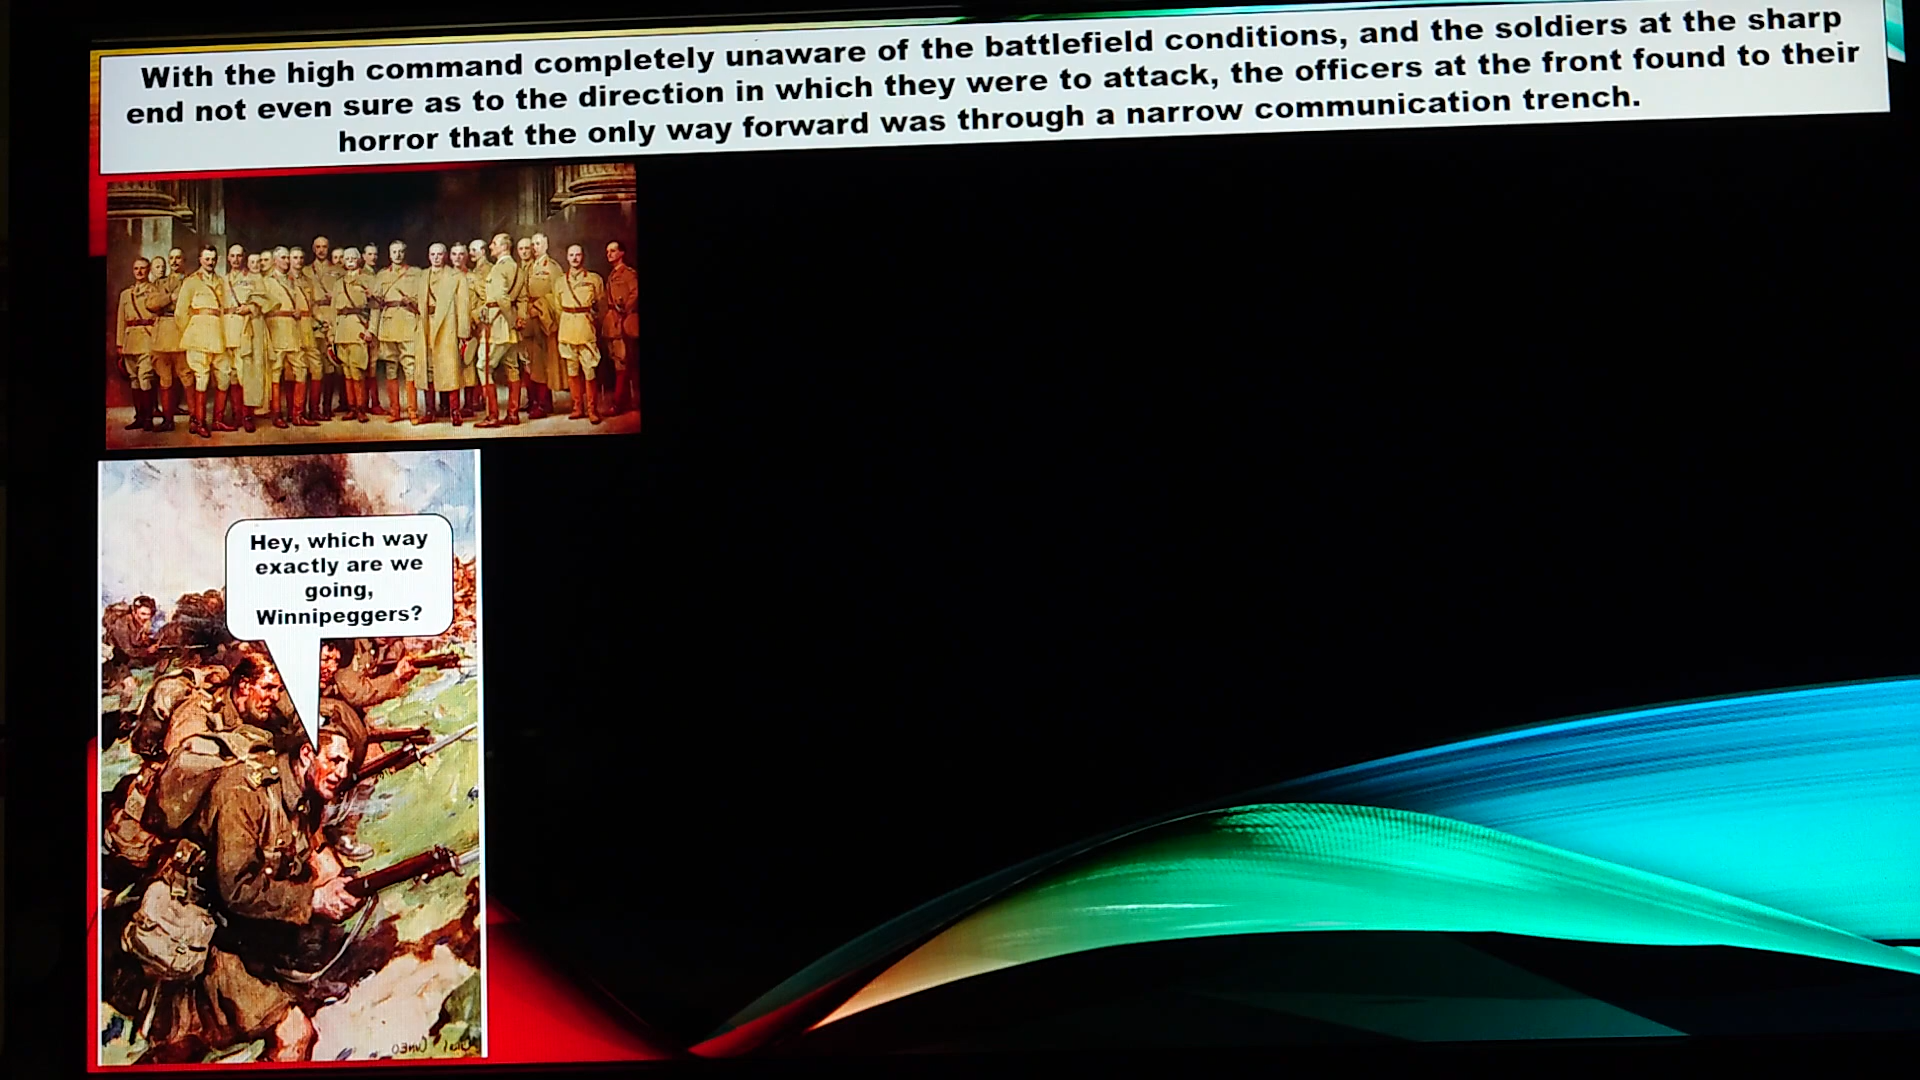 With the high command completely unaware of the battlefield conditions, and the soldiers at the sharp
end not even sure as to the direction in which they were to attack, the officers at the front found to their
horror that the only way forward was through a narrow communication trench.
Hey, which way
exactly are we
going,
Winnipeggers?